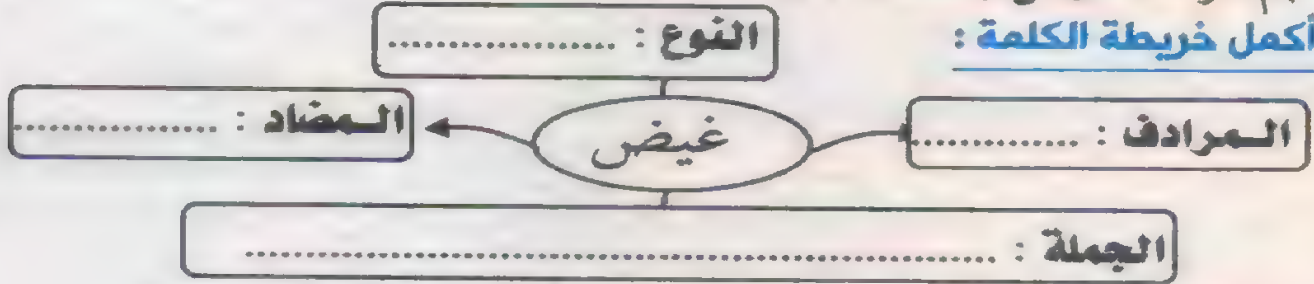 أكمل خريطة الكلمة :
النوع : ..................
المرادف : .............
غيض
المضاد : ................
الجملة : ............................................................